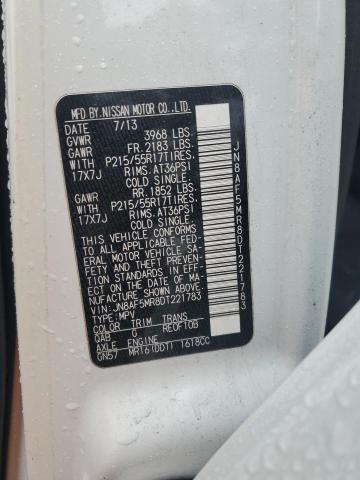 MFD BY. NISSAN MOTOR CO.,LTD.
DATE 7/13
GVWR 3968 LBS.
GAWR FR. 2183 LBS.
WITH P215/55R17TIRES,
17X7J RIMS. AT36PSI
COLD SINGLE.
GAWR RR. 1852 LBS.
WITH P215/55R17TIRES,
17X7J RIMS. AT36PSI
COLD SINGLE.
THIS VEHICLE CONFORMS
TO ALL APPLICABLE FED-
ERAL MOTOR VEHICLE SA-
FETY AND THEFT PREVEN-
TION STANDARDS IN EFF-
ECT ON THE DATE OF MA-
NUFACTURE SHOWN ABOVE.
VIN: JN8AF5MR8DT221783
TYPE: MPV
COLOR TRIM TRANS
QAB G RE0F10B
AXLE ENGINE
GN57 MR16(DDT) 1618CC
JN8AF5MR8DT221783